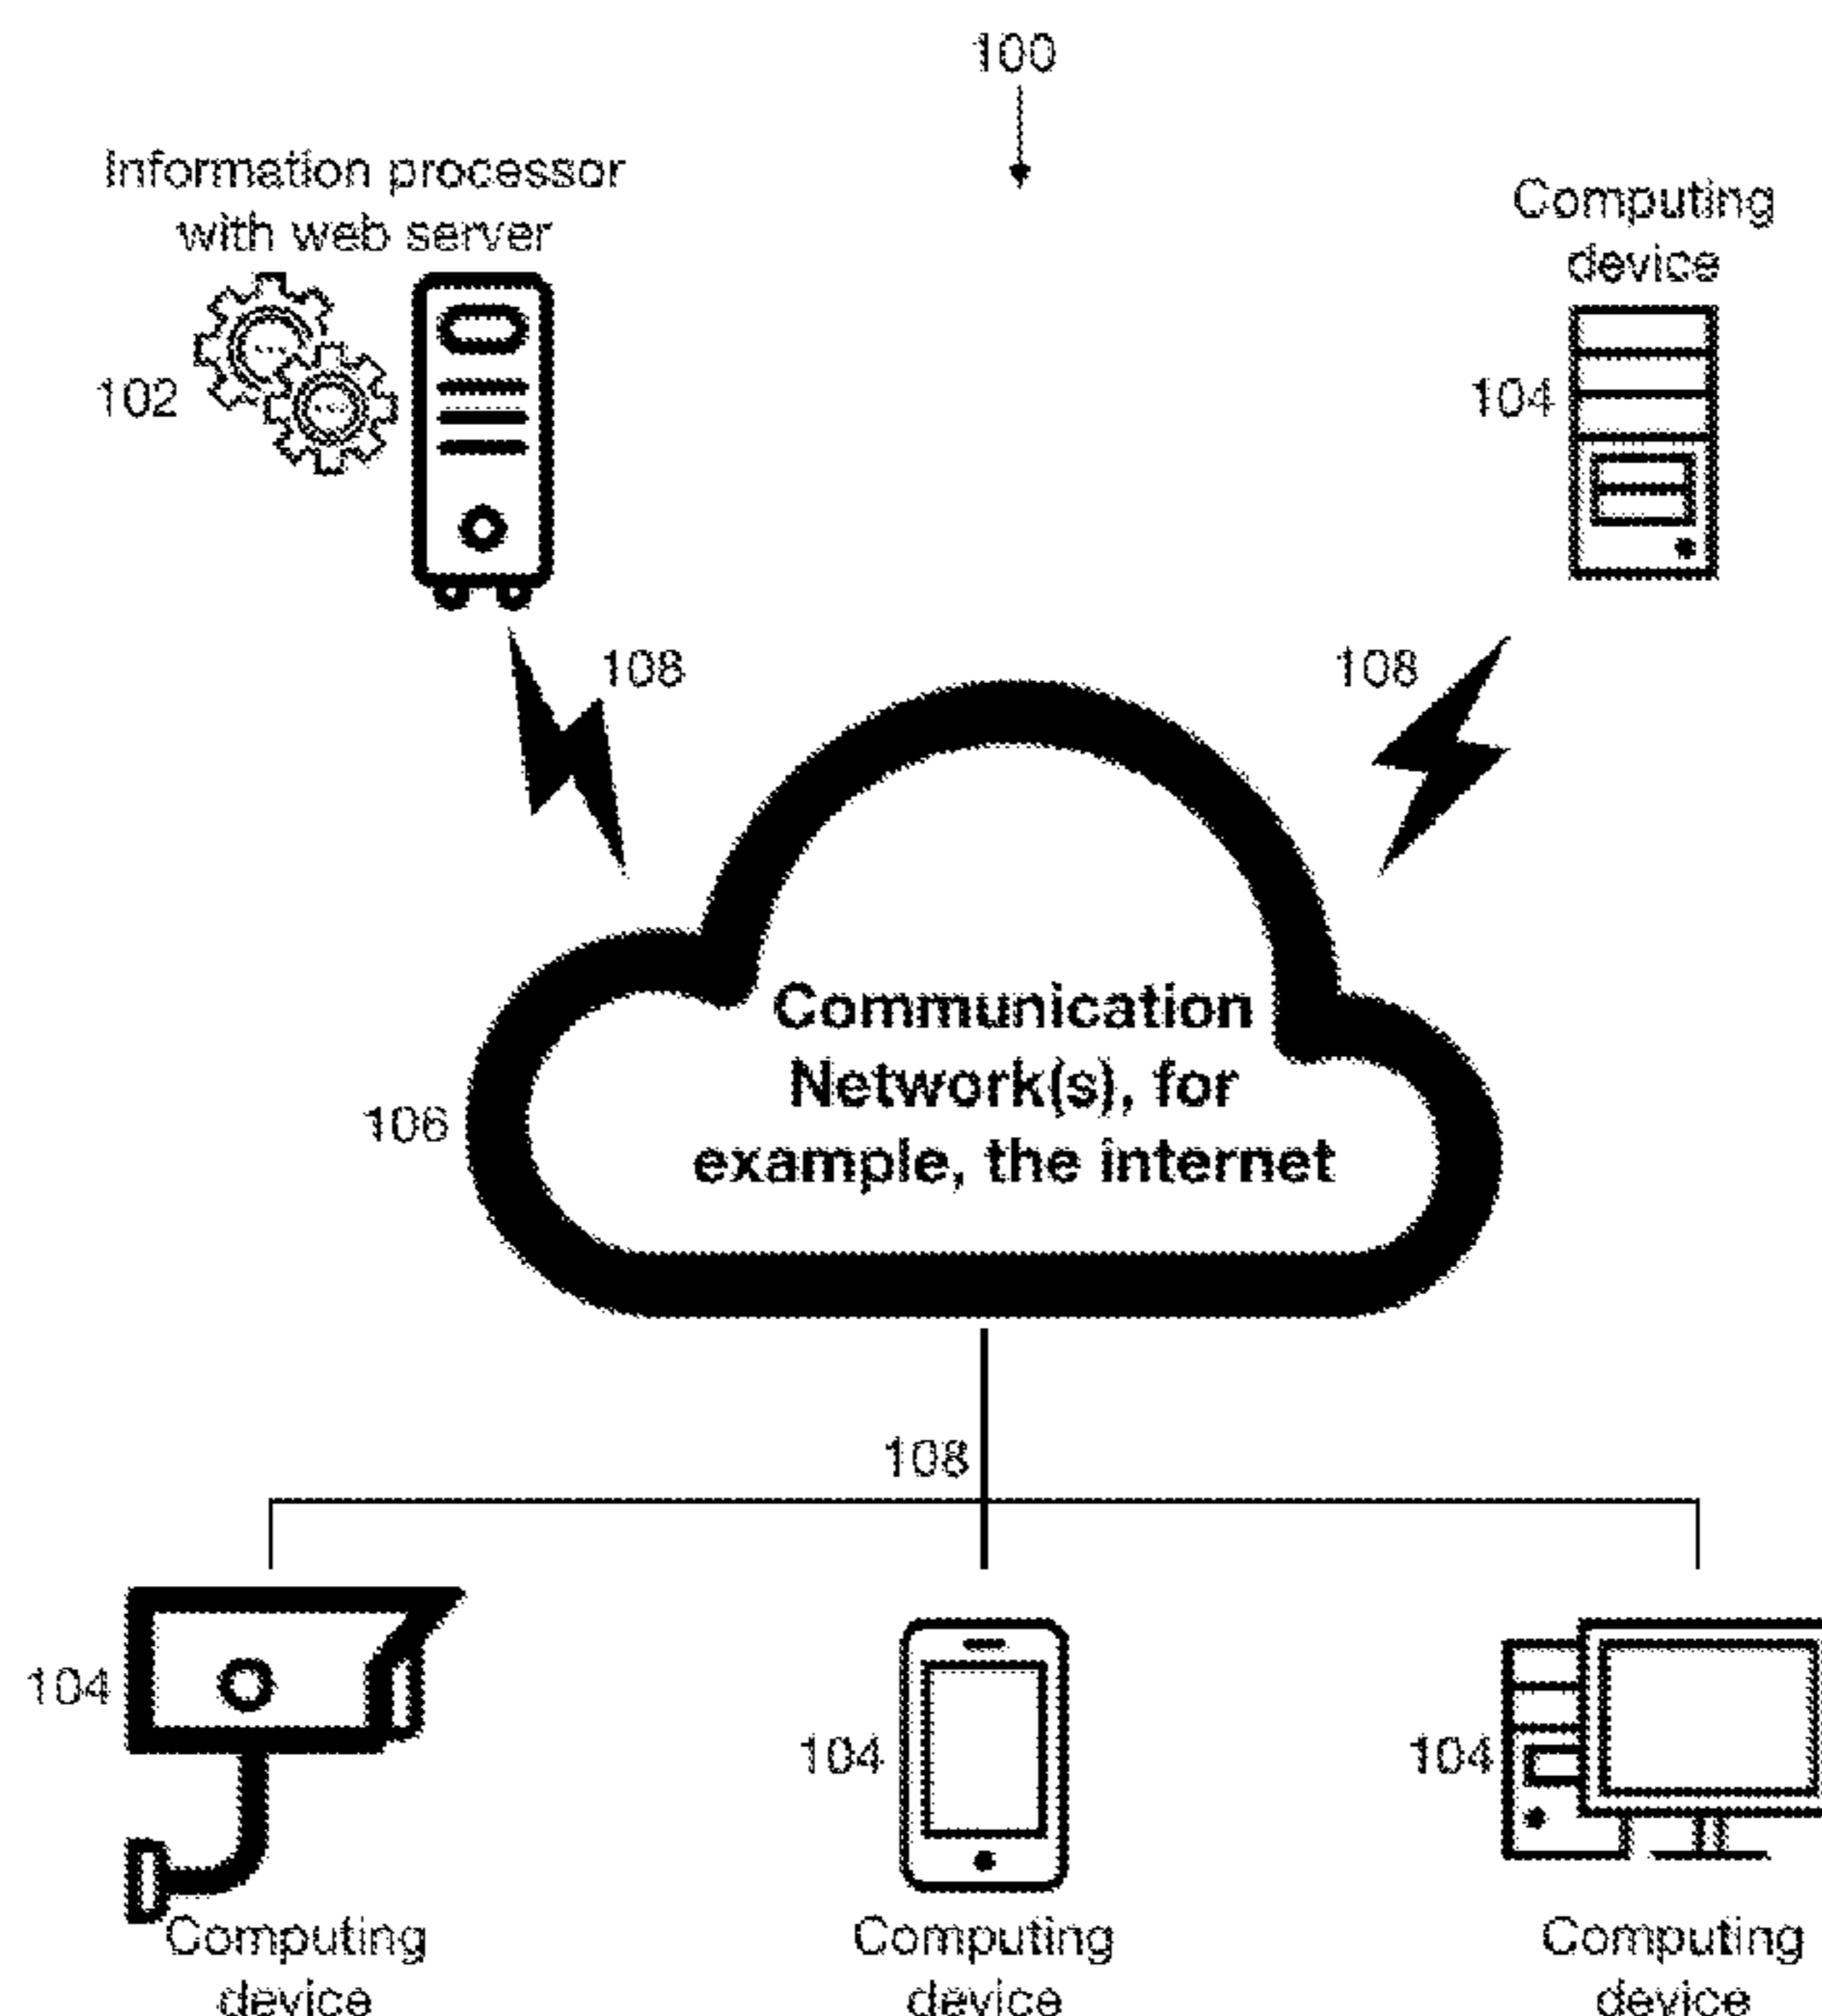 100
Information processor
with web server
Computing
device
102
104
108
108
Communication
Network(s), for
example, the internet
106
108
104
104
104
Computing
device
Computing
device
Computing
device